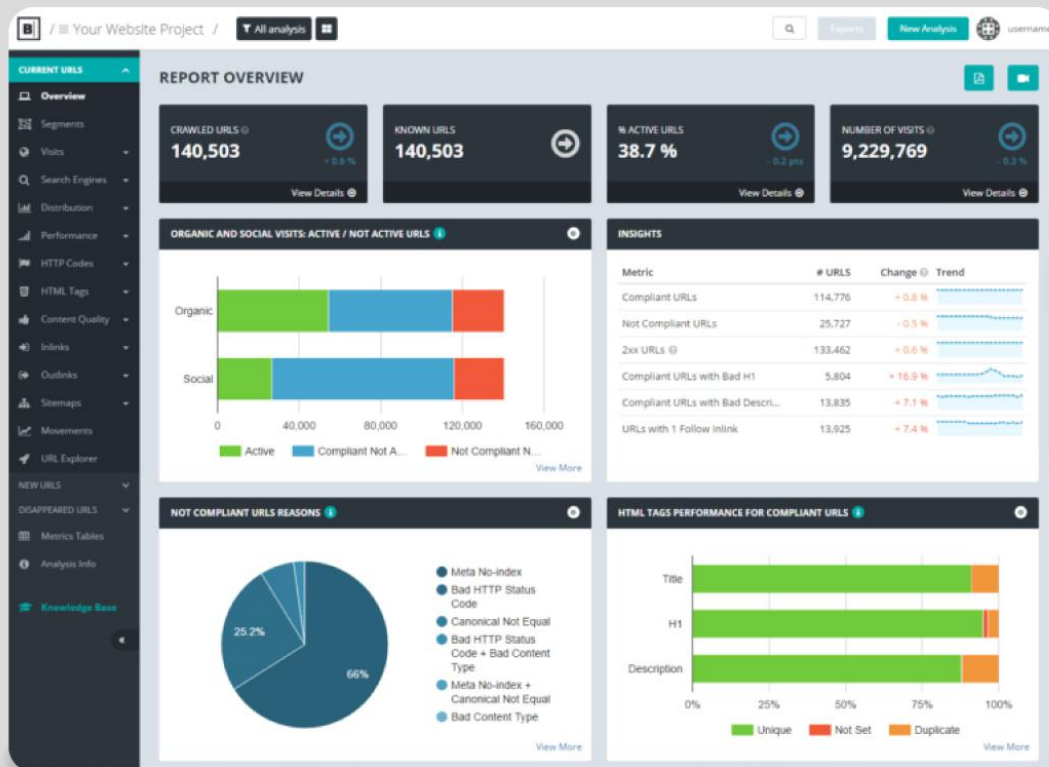 B / Your Website Project / All analysis
Exports New Analysis username
CURRENT URLS
Overview
Segments
Visits
Search Engines
Distribution
Performance
HTTP Codes
HTML Tags
Content Quality
Inlinks
Outlinks
Sitemaps
Movements
URL Explorer
NEW URLS
DISAPPEARED URLS
Metrics Tables
Analysis Info
Knowledge Base
REPORT OVERVIEW
CRAWLED URLS
140,503
+ 0.6 %
View Details
KNOWN URLS
140,503
% ACTIVE URLS
38.7 %
- 0.2 pts
View Details
NUMBER OF VISITS
9,229,769
- 0.3 %
View Details
ORGANIC AND SOCIAL VISITS: ACTIVE / NOT ACTIVE URLS
Organic
Social
0 40,000 80,000 120,000 160,000
Active Compliant Not A... Not Compliant N...
View More
INSIGHTS
Metric # URLS Change Trend
Compliant URLs 114,776 + 0.8 %
Not Compliant URLs 25,727 - 0.5 %
2xx URLs 133,462 + 0.6 %
Compliant URLs with Bad H1 5,804 + 16.9 %
Compliant URLs with Bad Descri... 13,835 + 7.1 %
URLs with 1 Follow Inlink 13,925 + 7.4 %
NOT COMPLIANT URLS REASONS
25.2%
66%
Meta No-index
Bad HTTP Status
Code
Canonical Not Equal
Bad HTTP Status
Code + Bad Content
Type
Meta No-index +
Canonical Not Equal
Bad Content Type
View More
HTML TAGS PERFORMANCE FOR COMPLIANT URLS
Title
H1
Description
0% 25% 50% 75% 100%
Unique Not Set Duplicate
View More